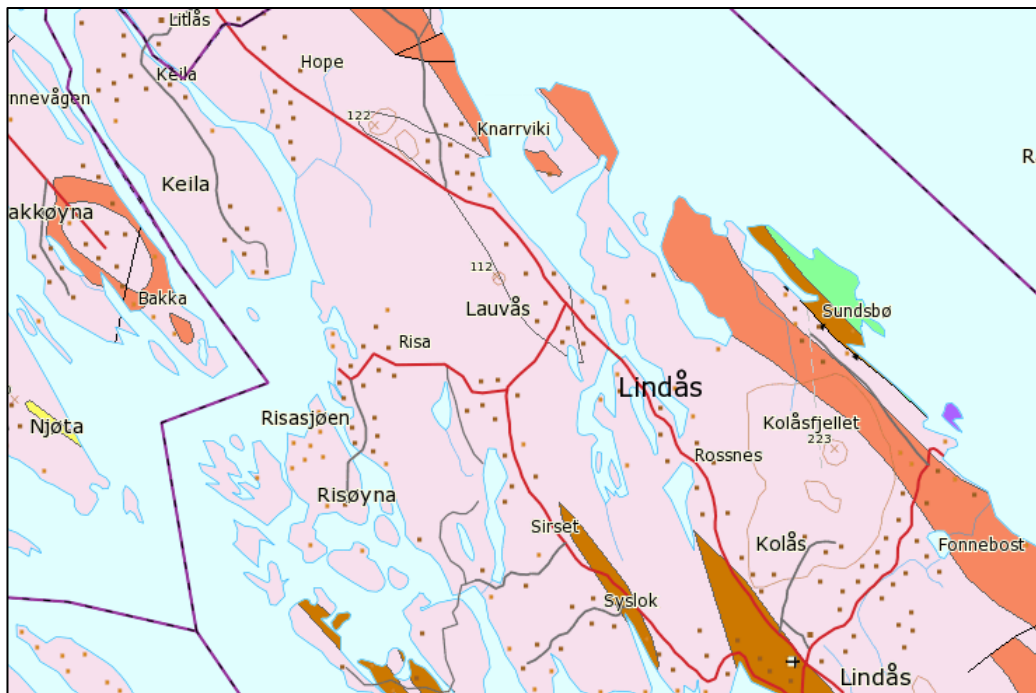 Litlås
Hope
Keila
nnevågen
122
Knarrviki
R
Keila
akkøyna
112
Bakka
Lauvås
Sundsbø
Risa
Lindås
Njøta
Risasjøen
Kolåsfjellet
223
Rossnes
Risøyna
Sirset
Kolås
Fonnebost
Syslok
Lindås